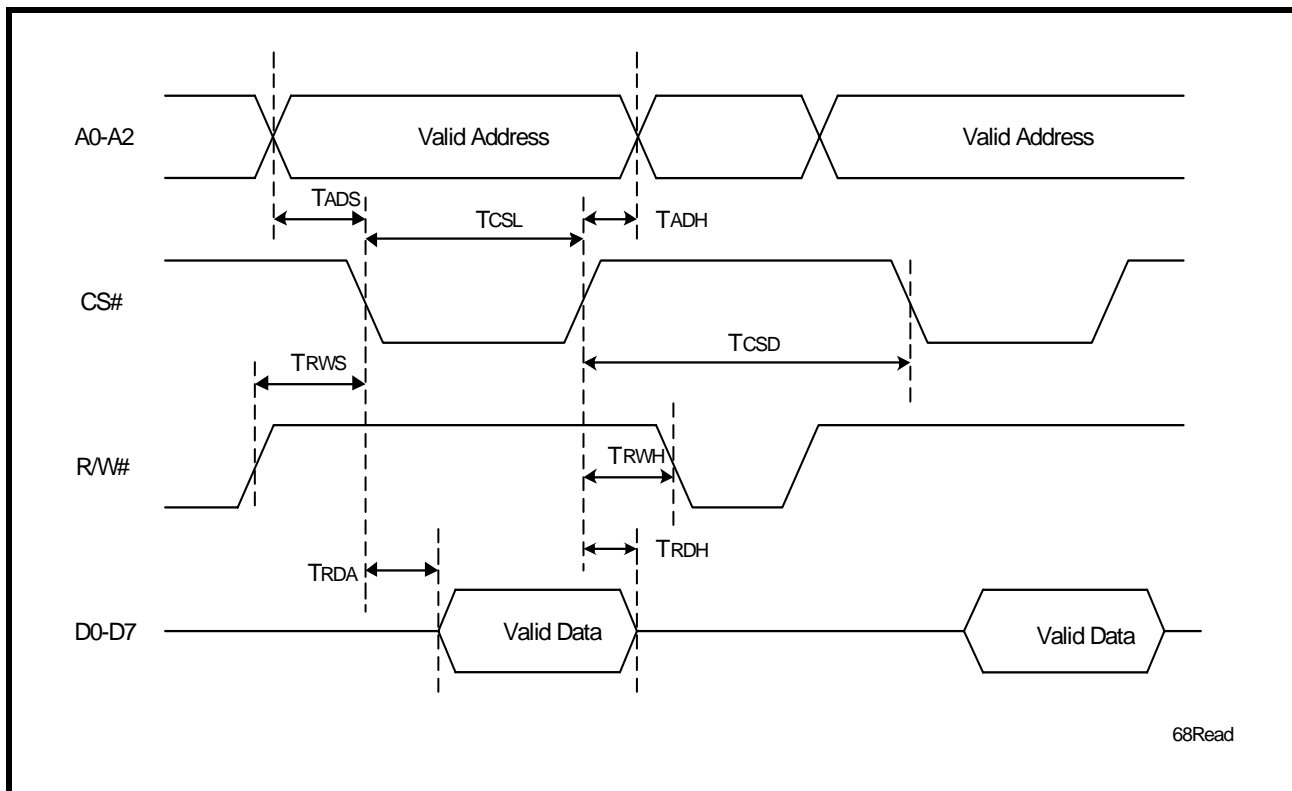 A0-A2
Valid Address
Valid Address
TADS
TCSL
TADH
CS#
TCSD
TRWS
R/W#
TRWH
TRDH
TRDA
D0-D7
Valid Data
Valid Data
68Read